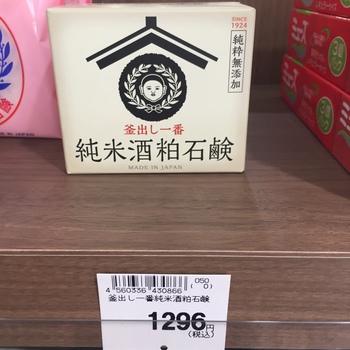 SINCE
1924
純粋無添加
釜出し一番
純米酒粕石鹸
MADE IN JAPAN
4 560336 430866
050
( 0)
釜出し一番純米酒粕石鹸
1296円
(税込)